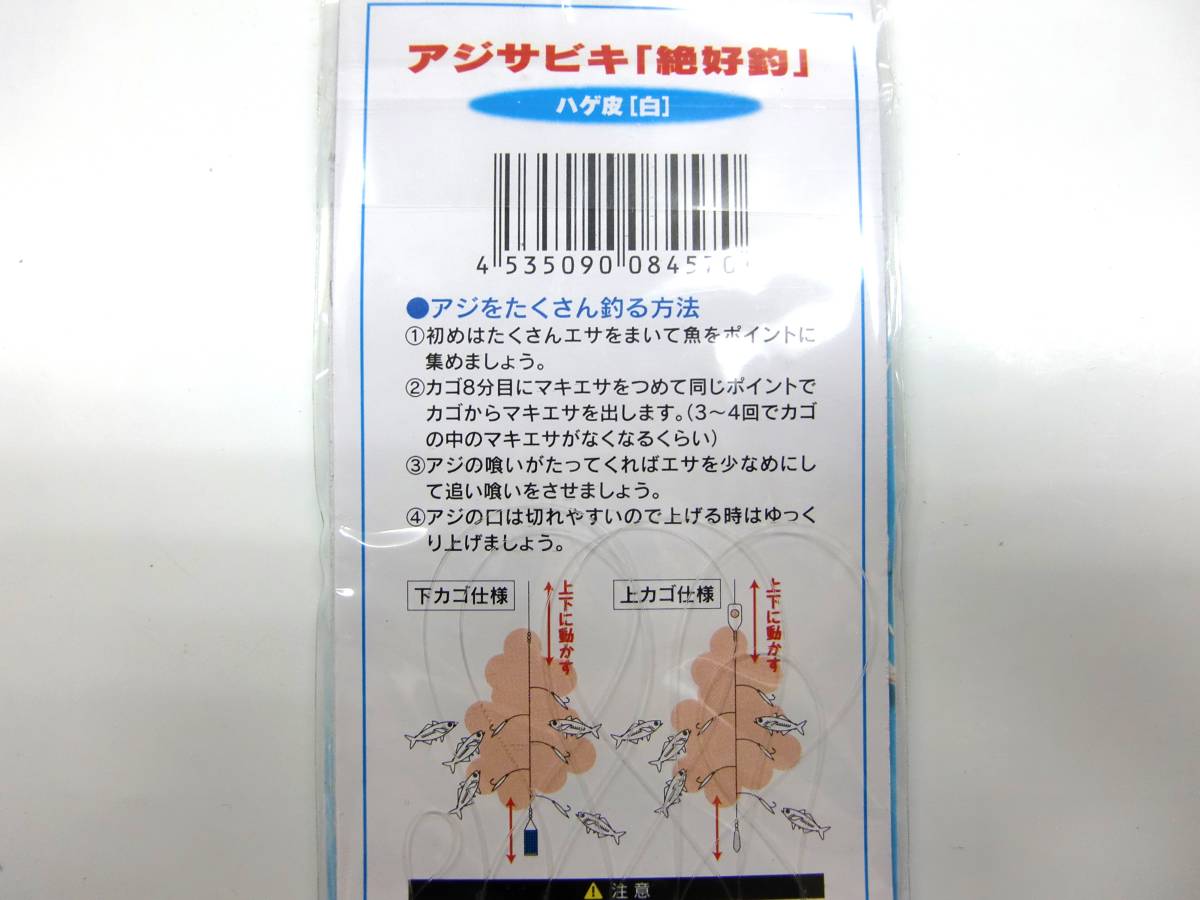 アジサビキ「絶好釣」
ハゲ皮［白］
4 535090 084570
●アジをたくさん釣る方法
①初めはたくさんエサをまいて魚をポイントに
集めましょう。
②カゴ8分目にマキエサをつめて同じポイントで
カゴからマキエサを出します。（3〜4回でカゴ
の中のマキエサがなくなるくらい）
③アジの喰いがたってくればエサを少なめにし
て追い喰いをさせましょう。
④アジの口は切れやすいので上げる時はゆっく
り上げましょう。
下カゴ仕様
上下に動かす
上カゴ仕様
上下に動かす
注意